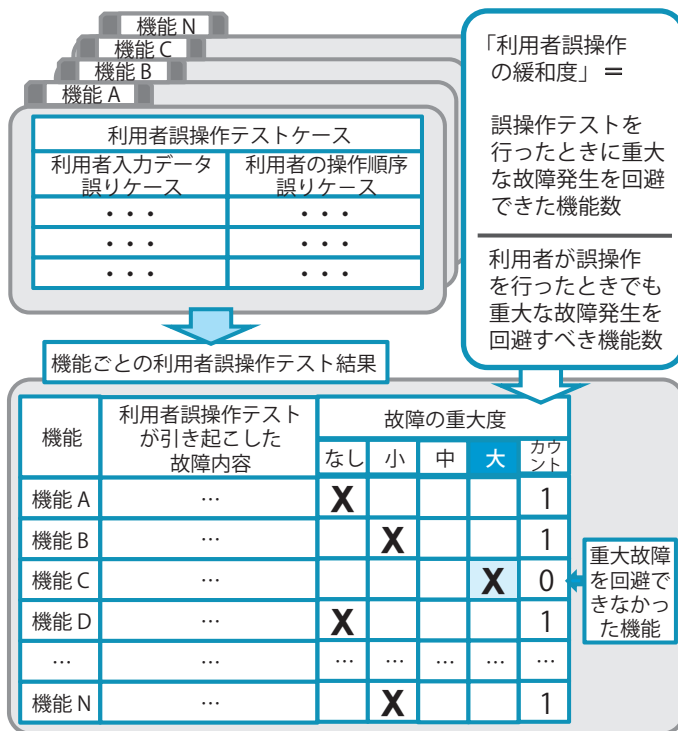 機能 N
機能 C
機能 B
機能 A
利用者誤操作テストケース
利用者入力データ
誤りケース
利用者の操作順序
誤りケース
・・・ ・・・
・・・ ・・・
・・・ ・・・
「利用者誤操作
の緩和度」＝
誤操作テストを
行ったときに重大
な故障発生を回避
できた機能数
利用者が誤操作
を行ったときでも
重大な故障発生を
回避すべき機能数
機能ごとの利用者誤操作テスト結果
機能
利用者誤操作テスト
が引き起こした
故障内容
故障の重大度
なし 小 中 大 カウ
ント
機能 A … X 1
機能 B … X 1
機能 C … X 0
機能 D … X 1
… … … … … … …
機能 N … X 1
重大故障
を回避で
きなかっ
た機能